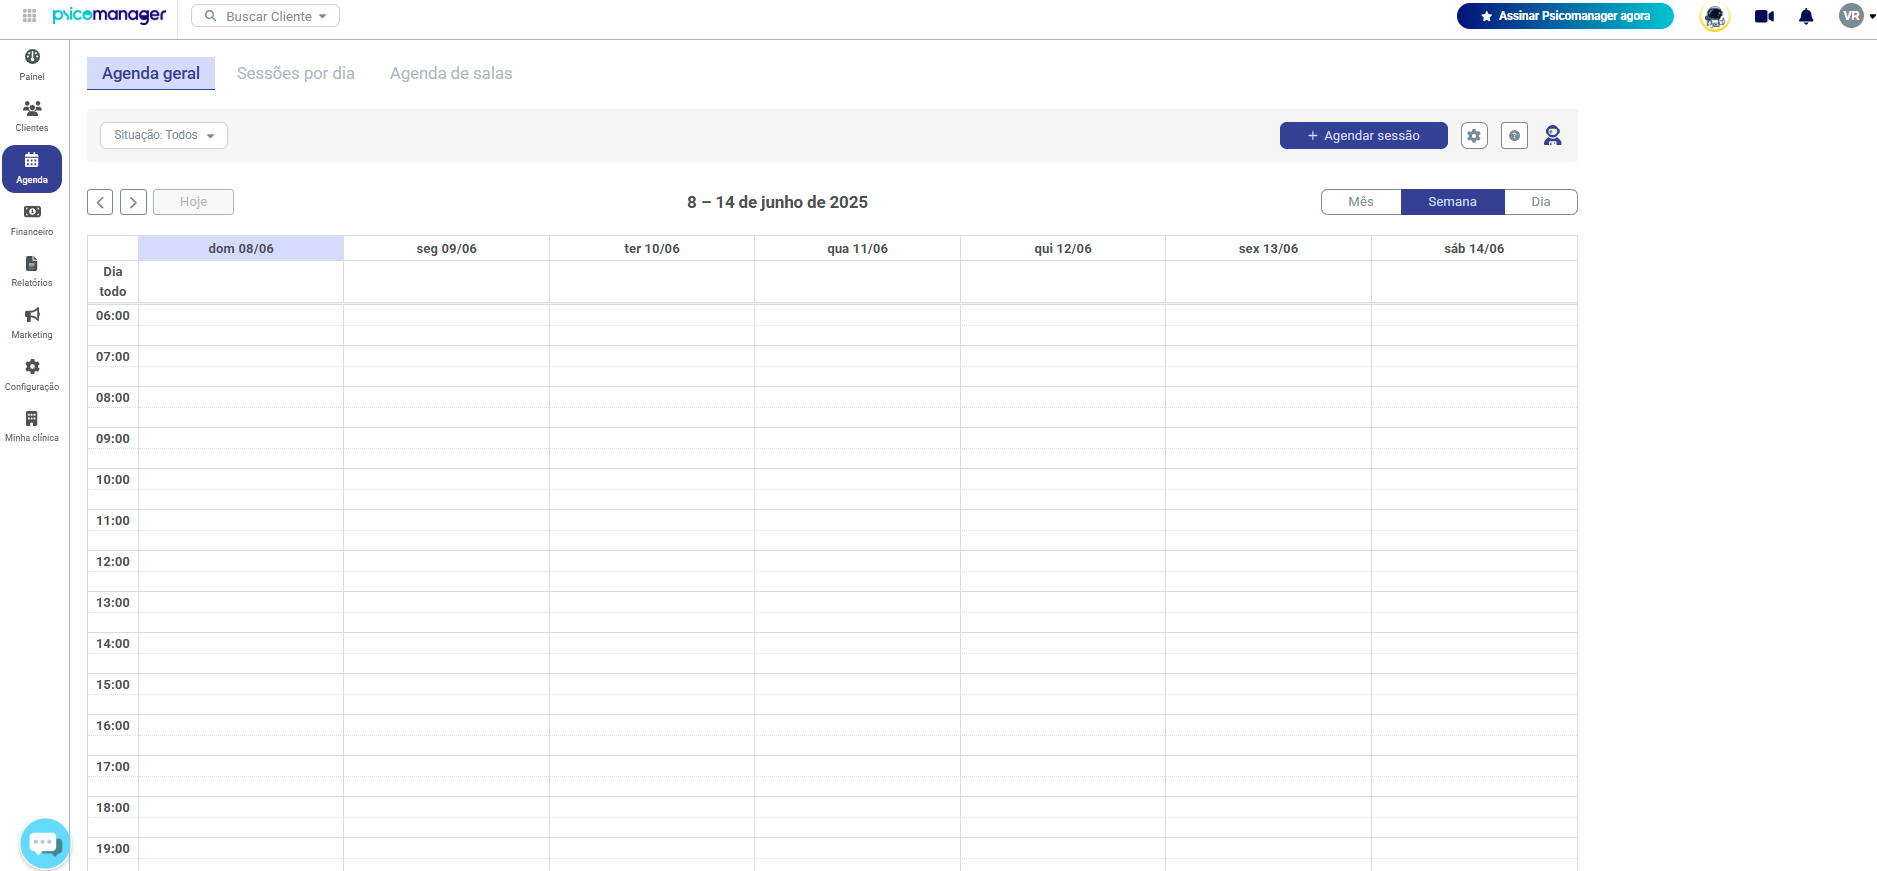 psicomanager
Buscar Cliente
Assinar Psicomanager agora
VR
Painel
Clientes
Agenda
Financeiro
Relatórios
Marketing
Configuração
Minha clínica
Agenda geral
Sessões por dia
Agenda de salas
Situação: Todos
+ Agendar sessão
?
Hoje
8 – 14 de junho de 2025
Mês
Semana
Dia
dom 08/06
seg 09/06
ter 10/06
qua 11/06
qui 12/06
sex 13/06
sáb 14/06
Dia
todo
06:00
07:00
08:00
09:00
10:00
11:00
12:00
13:00
14:00
15:00
16:00
17:00
18:00
19:00